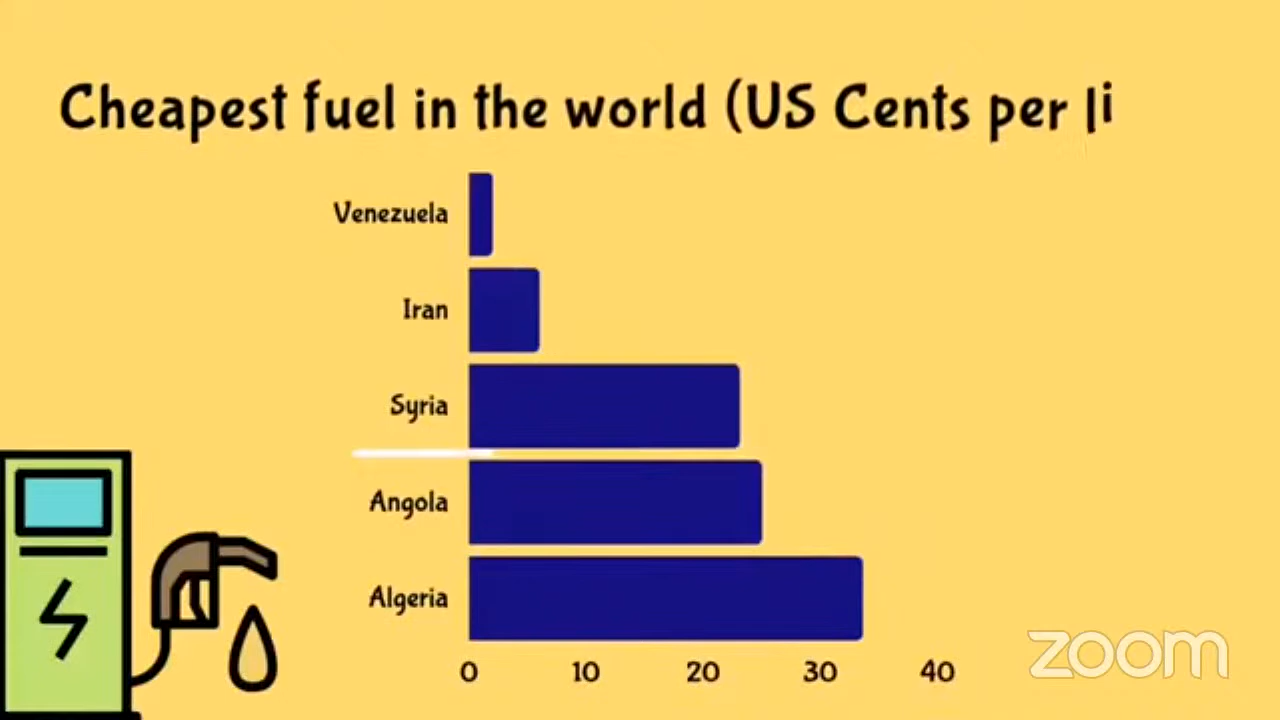 Cheapest fuel in the world (US Cents per li
Venezuela
Iran
Syria
Angola
Algeria
0 10 20 30 40
zoom